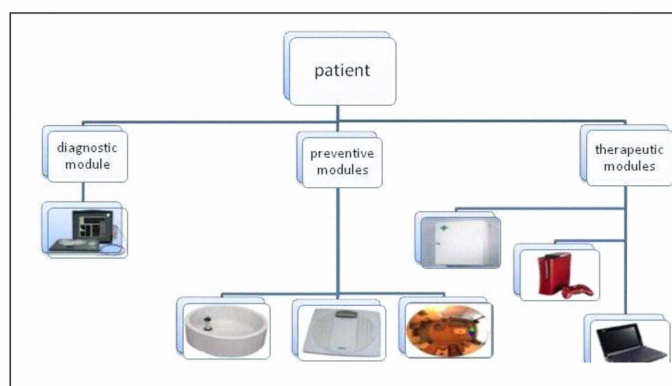 patient
diagnostic
module
preventive
modules
therapeutic
modules